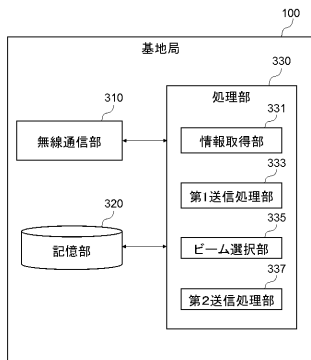 100
基地局
330
310
処理部
331
無線通信部
情報取得部
333
第1送信処理部
320
335
記憶部
ビーム選択部
337
第2送信処理部